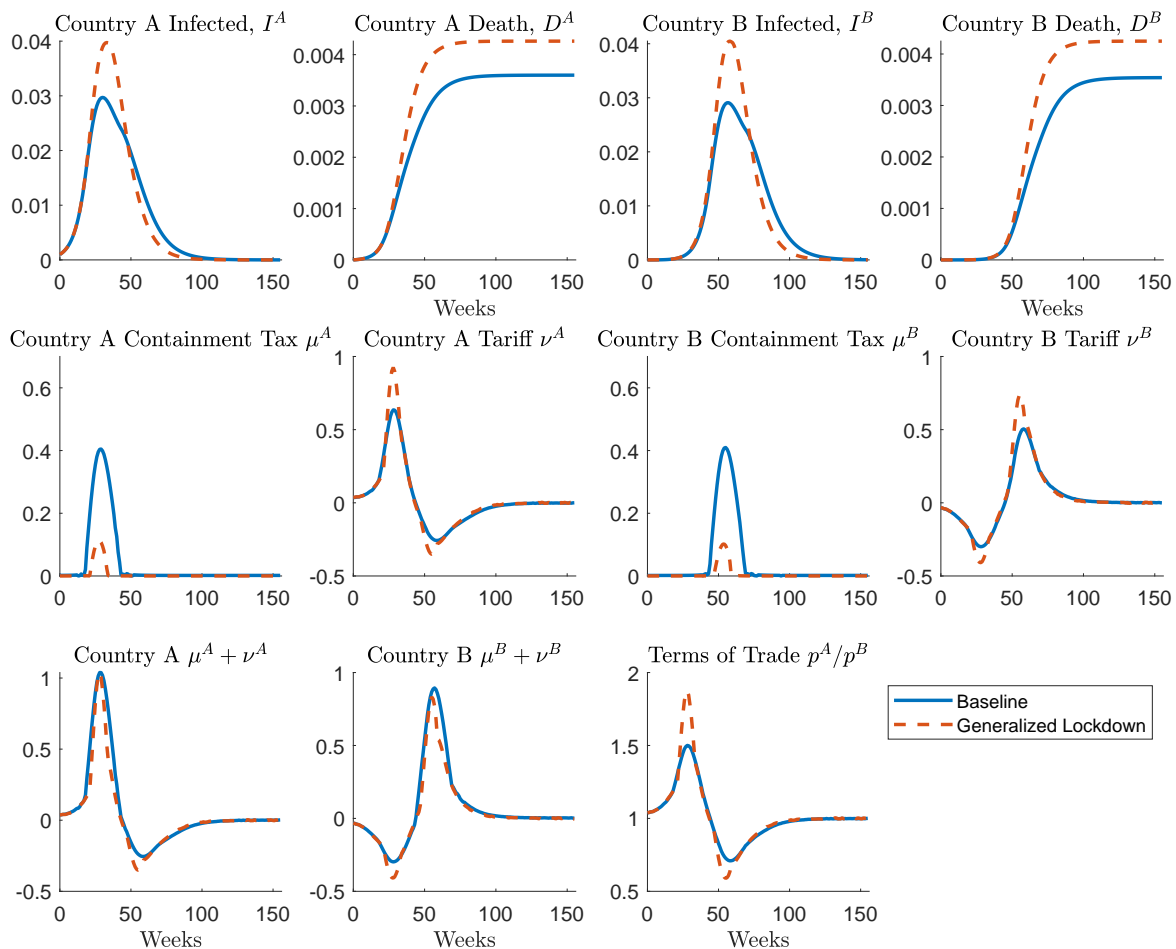 Country A Infected, I^A
Country A Death, D^A
Country B Infected, I^B
Country B Death, D^B
0.04
0.03
0.02
0.01
0
0 50 100 150
0.004
0.003
0.002
0.001
0
0 50 100 150
Weeks
0.04
0.03
0.02
0.01
0
0 50 100 150
0.004
0.003
0.002
0.001
0
0 50 100 150
Weeks
Country A Containment Tax μ^A
Country A Tariff ν^A
Country B Containment Tax μ^B
Country B Tariff ν^B
0.6
0.4
0.2
0
0 50 100 150
1
0.5
0
-0.5
0 50 100 150
0.6
0.4
0.2
0
0 50 100 150
1
0.5
0
-0.5
0 50 100 150
Country A μ^A + ν^A
Country B μ^B + ν^B
Terms of Trade p^A/p^B
1
0.5
0
-0.5
0 50 100 150
Weeks
1
0.5
0
-0.5
0 50 100 150
Weeks
2
1.5
1
0.5
0 50 100 150
Weeks
Baseline
Generalized Lockdown